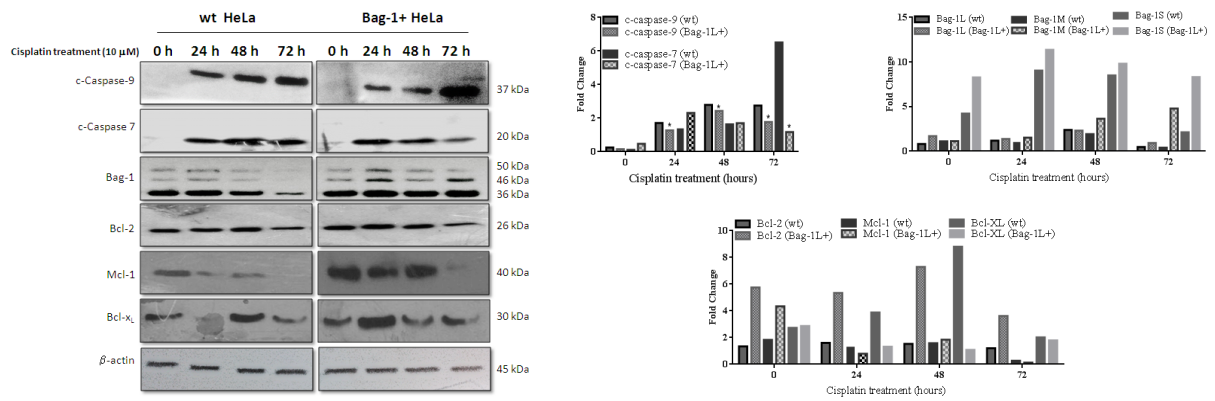 wt HeLa
Bag-1+ HeLa
Cisplatin treatment (10 µM)
0 h 24 h 48 h 72 h
0 h 24 h 48 h 72 h
c-Caspase-9
37 kDa
c-Caspase 7
20 kDa
Bag-1
50 kDa
46 kDa
36 kDa
Bcl-2
26 kDa
Mcl-1
40 kDa
Bcl-xL
30 kDa
β-actin
45 kDa
c-caspase-9 (wt)
c-caspase-9 (Bag-1L+)
c-caspase-7 (wt)
c-caspase-7 (Bag-1L+)
Fold Change
8
6
4
2
0
* * * *
0 24 48 72
Cisplatin treatment (hours)
Bag-1L (wt) Bag-1M (wt) Bag-1S (wt)
Bag-1L (Bag-1L+) Bag-1M (Bag-1L+) Bag-1S (Bag-1L+)
Fold Change
15
10
5
0
0 24 48 72
Cisplatin treatment (hours)
Bcl-2 (wt) Mcl-1 (wt) Bcl-XL (wt)
Bcl-2 (Bag-1L+) Mcl-1 (Bag-1L+) Bcl-XL (Bag-1L+)
Fold Change
10
8
6
4
2
0
0 24 48 72
Cisplatin treatment (hours)